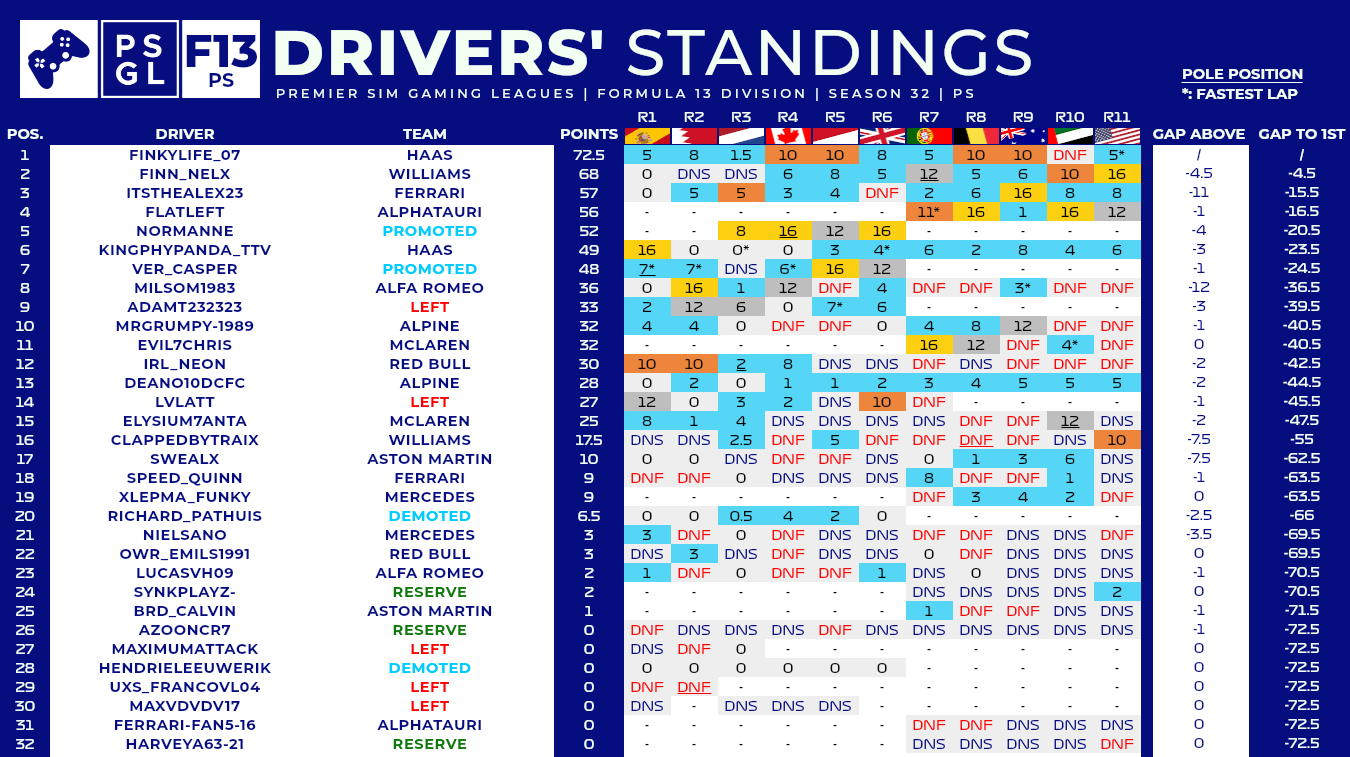 PS GL F13 PS DRIVERS' STANDINGS
PREMIER SIM GAMING LEAGUES | FORMULA 13 DIVISION | SEASON 32 | PS
POLE POSITION
*: FASTEST LAP
R1 R2 R3 R4 R5 R6 R7 R8 R9 R10 R11
POS. DRIVER TEAM POINTS GAP ABOVE GAP TO 1ST
1 FINKYLIFE_07 HAAS 72.5 5 8 1.5 10 10 8 5 10 10 DNF 5* / /
2 FINN_NELX WILLIAMS 68 0 DNS DNS 6 8 5 12 5 6 10 16 -4.5 -4.5
3 ITSTHEALEX23 FERRARI 57 0 5 5 3 4 DNF 2 6 16 8 8 -11 -15.5
4 FLATLEFT ALPHATAURI 56 - - - - - - 11* 16 1 16 12 -1 -16.5
5 NORMANNE PROMOTED 52 - - 8 16 12 16 - - - - - -4 -20.5
6 KINGPHYPANDA_TTV HAAS 49 16 0 0* 0 3 4* 6 2 8 4 6 -3 -23.5
7 VER_CASPER PROMOTED 48 7* 7* DNS 6* 16 12 - - - - - -1 -24.5
8 MILSOM1983 ALFA ROMEO 36 0 16 1 12 DNF 4 DNF DNF 3* DNF DNF -12 -36.5
9 ADAMT232323 LEFT 33 2 12 6 0 7* 6 - - - - - -3 -39.5
10 MRGRUMPY-1989 ALPINE 32 4 4 0 DNF DNF 0 4 8 12 DNF DNF -1 -40.5
11 EVIL7CHRIS MCLAREN 32 - - - - - - 16 12 DNF 4* DNF 0 -40.5
12 IRL_NEON RED BULL 30 10 10 2 8 DNS DNS DNF DNS DNF DNF DNF -2 -42.5
13 DEANO10DCFC ALPINE 28 0 2 0 1 1 2 3 4 5 5 5 -2 -44.5
14 LVLATT LEFT 27 12 0 3 2 DNS 10 DNF - - - - -1 -45.5
15 ELYSIUM7ANTA MCLAREN 25 8 1 4 DNS DNS DNS DNS DNF DNF 12 DNS -2 -47.5
16 CLAPPEDBYTRAIX WILLIAMS 17.5 DNS DNS 2.5 DNF 5 DNF DNF DNF DNF DNS 10 -7.5 -55
17 SWEALX ASTON MARTIN 10 0 0 DNS DNF DNF DNS 0 1 3 6 DNS -7.5 -62.5
18 SPEED_QUINN FERRARI 9 DNF DNF 0 DNS DNS DNS 8 DNF DNF 1 DNS -1 -63.5
19 XLEPMA_FUNKY MERCEDES 9 - - - - - - DNF 3 4 2 DNF 0 -63.5
20 RICHARD_PATHUIS DEMOTED 6.5 0 0 0.5 4 2 0 - - - - - -2.5 -66
21 NIELSANO MERCEDES 3 3 DNF 0 DNF DNS DNS DNF DNF DNS DNS DNF -3.5 -69.5
22 OWR_EMILS1991 RED BULL 3 DNS 3 DNS DNF DNS DNS 0 DNF DNS DNS DNS 0 -69.5
23 LUCASVH09 ALFA ROMEO 2 1 DNF 0 DNF DNF 1 DNS 0 DNS DNS DNS -1 -70.5
24 SYNKPLAYZ- RESERVE 2 - - - - - - DNS DNS DNS DNS 2 0 -70.5
25 BRD_CALVIN ASTON MARTIN 1 - - - - - - 1 DNF DNF DNS DNS -1 -71.5
26 AZOONCR7 RESERVE 0 DNF DNS DNS DNS DNF DNS DNS DNS DNS DNS DNS -1 -72.5
27 MAXIMUMATTACK LEFT 0 DNS DNF 0 - - - - - - - - 0 -72.5
28 HENDRIELEEUWERIK DEMOTED 0 0 0 0 0 0 0 - - - - - 0 -72.5
29 UXS_FRANCOVL04 LEFT 0 DNF DNF - - - - - - - - - 0 -72.5
30 MAXVDVDV17 LEFT 0 DNS - DNS DNS DNS - - - - - - 0 -72.5
31 FERRARI-FAN5-16 ALPHATAURI 0 - - - - - - DNF DNF DNS DNS DNS 0 -72.5
32 HARVEYA63-21 RESERVE 0 - - - - - - DNS DNS DNS DNS DNF 0 -72.5